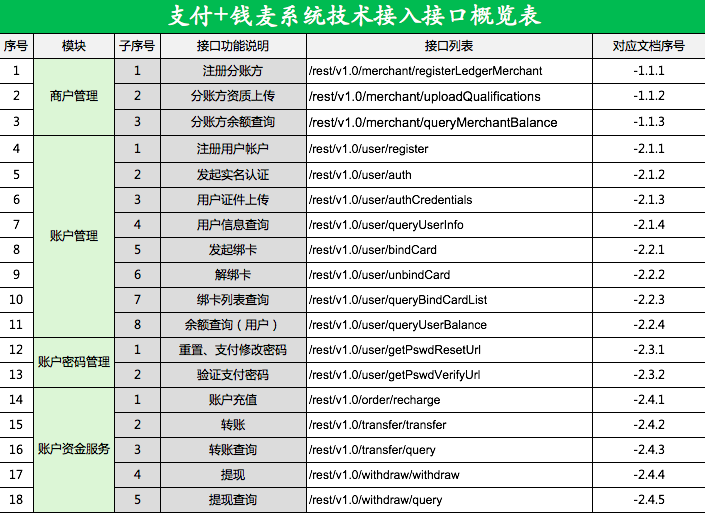 支付+钱麦系统技术接入接口概览表
序号 模块 子序号 接口功能说明 接口列表 对应文档序号
1 商户管理 1 注册分账方 /rest/v1.0/merchant/registerLedgerMerchant -1.1.1
2 2 分账方资质上传 /rest/v1.0/merchant/uploadQualifications -1.1.2
3 3 分账方余额查询 /rest/v1.0/merchant/queryMerchantBalance -1.1.3
4 账户管理 1 注册用户帐户 /rest/v1.0/user/register -2.1.1
5 2 发起实名认证 /rest/v1.0/user/auth -2.1.2
6 3 用户证件上传 /rest/v1.0/user/authCredentials -2.1.3
7 4 用户信息查询 /rest/v1.0/user/queryUserInfo -2.1.4
8 5 发起绑卡 /rest/v1.0/user/bindCard -2.2.1
9 6 解绑卡 /rest/v1.0/user/unbindCard -2.2.2
10 7 绑卡列表查询 /rest/v1.0/user/queryBindCardList -2.2.3
11 8 余额查询（用户） /rest/v1.0/user/queryUserBalance -2.2.4
12 账户密码管理 1 重置、支付修改密码 /rest/v1.0/user/getPswdResetUrl -2.3.1
13 2 验证支付密码 /rest/v1.0/user/getPswdVerifyUrl -2.3.2
14 账户资金服务 1 账户充值 /rest/v1.0/order/recharge -2.4.1
15 2 转账 /rest/v1.0/transfer/transfer -2.4.2
16 3 转账查询 /rest/v1.0/transfer/query -2.4.3
17 4 提现 /rest/v1.0/withdraw/withdraw -2.4.4
18 5 提现查询 /rest/v1.0/withdraw/query -2.4.5